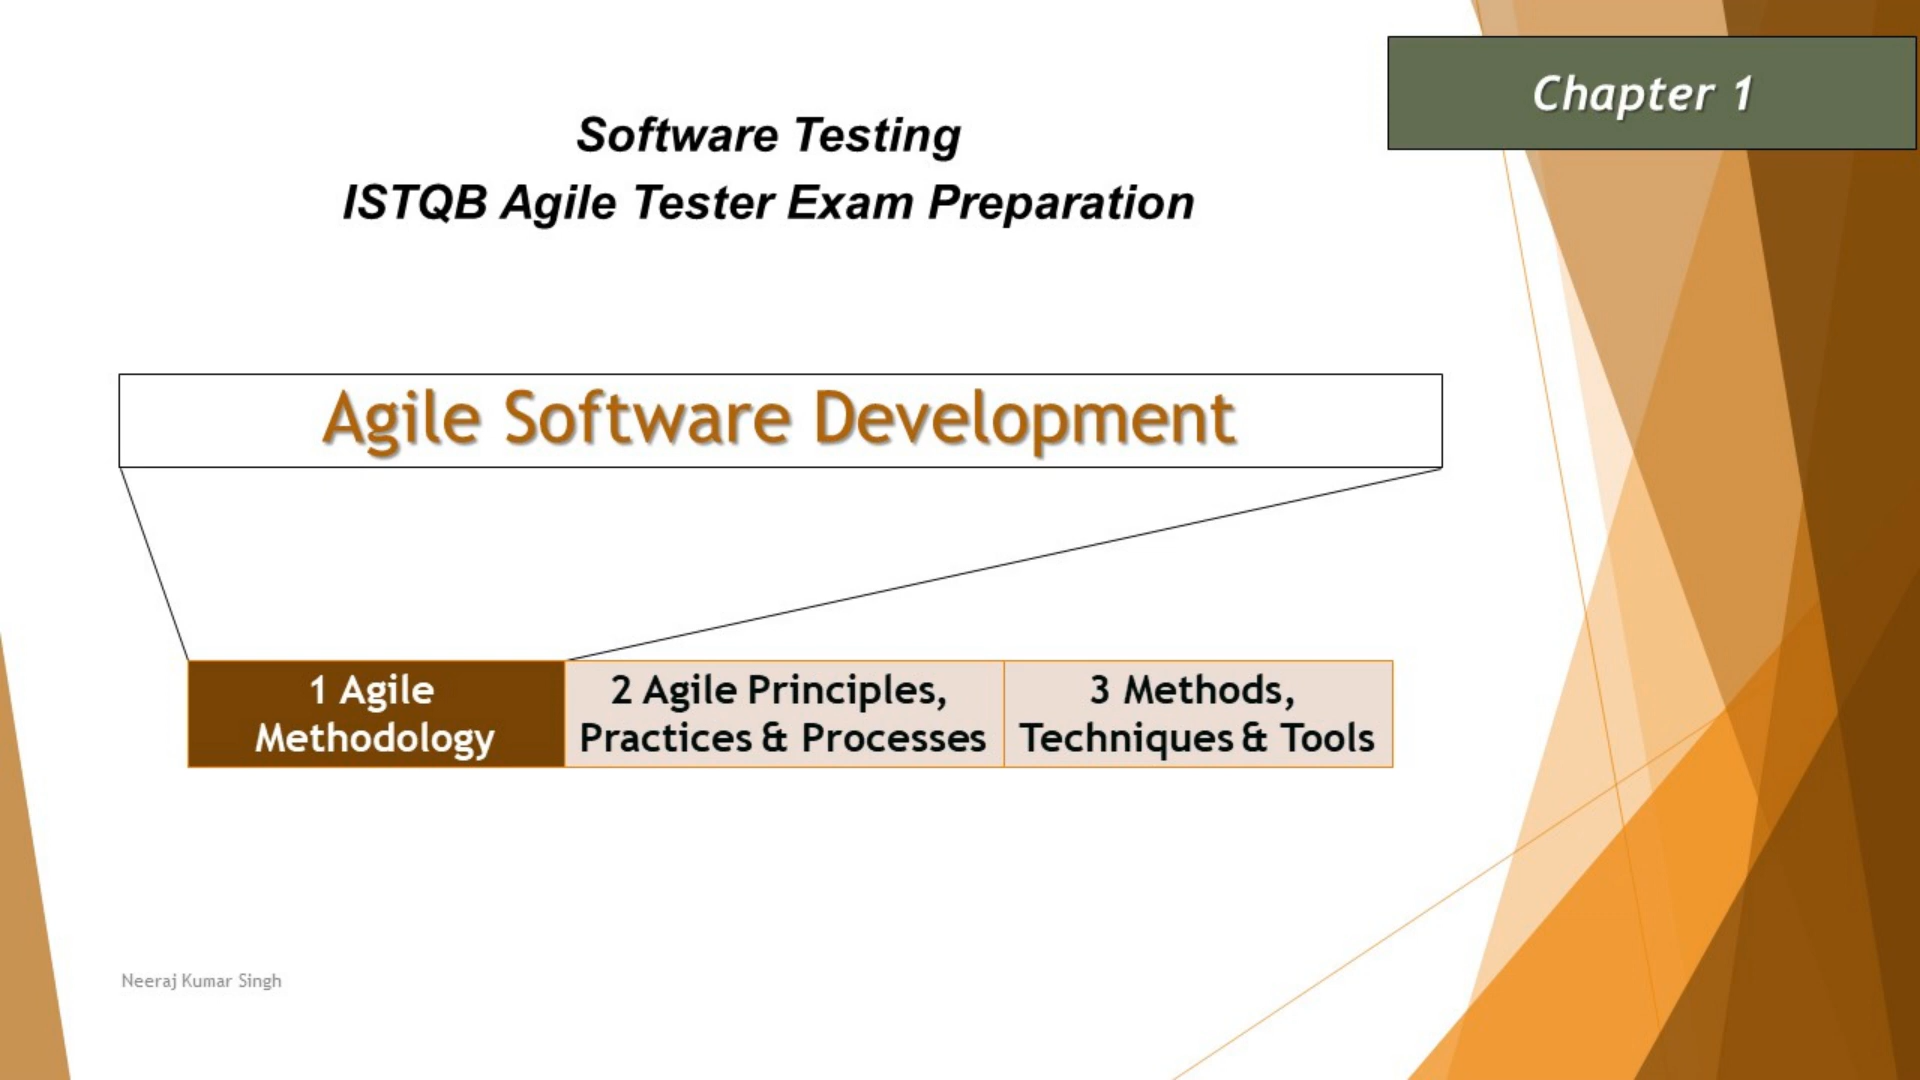 Chapter 1
Software Testing
ISTQB Agile Tester Exam Preparation
Agile Software Development
1 Agile
Methodology
2 Agile Principles,
Practices & Processes
3 Methods,
Techniques & Tools
Neeraj Kumar Singh